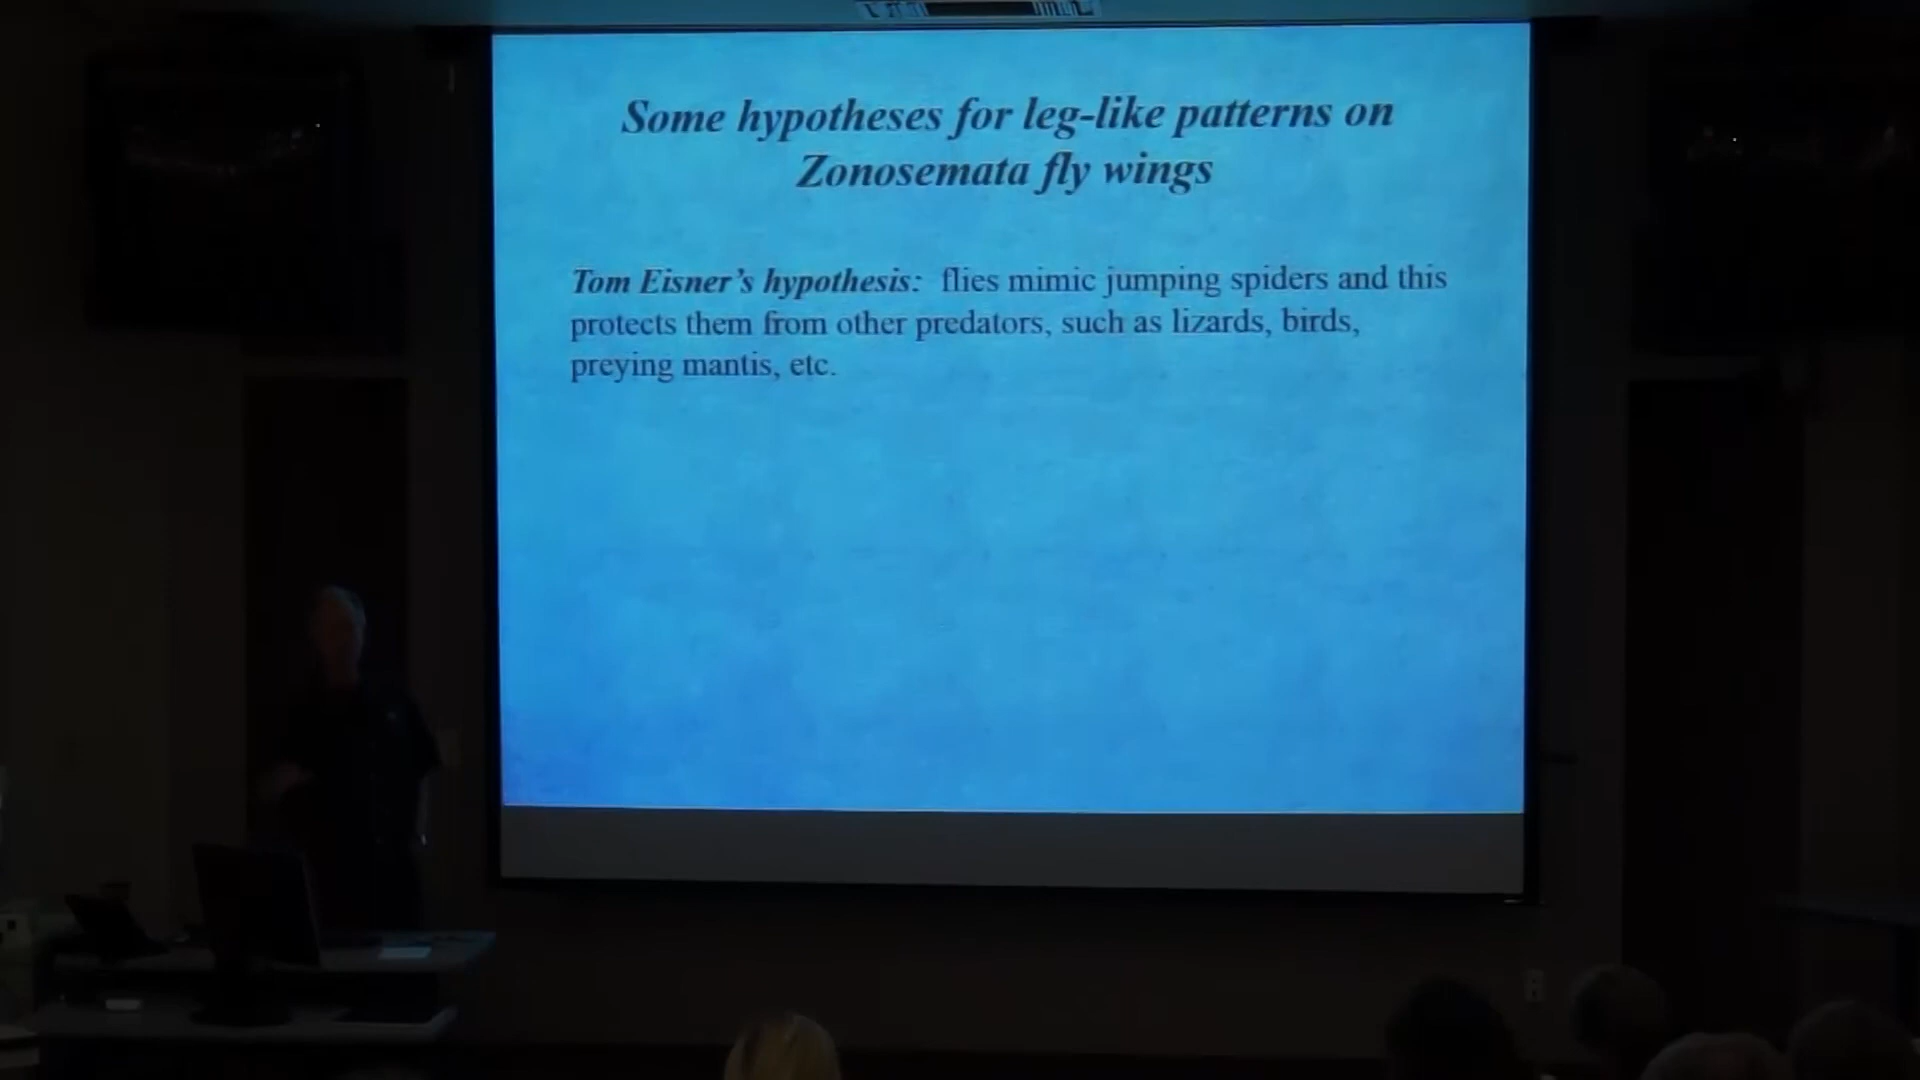 Some hypotheses for leg-like patterns on
Zonosemata fly wings
Tom Eisner's hypothesis: flies mimic jumping spiders and this
protects them from other predators, such as lizards, birds,
preying mantis, etc.